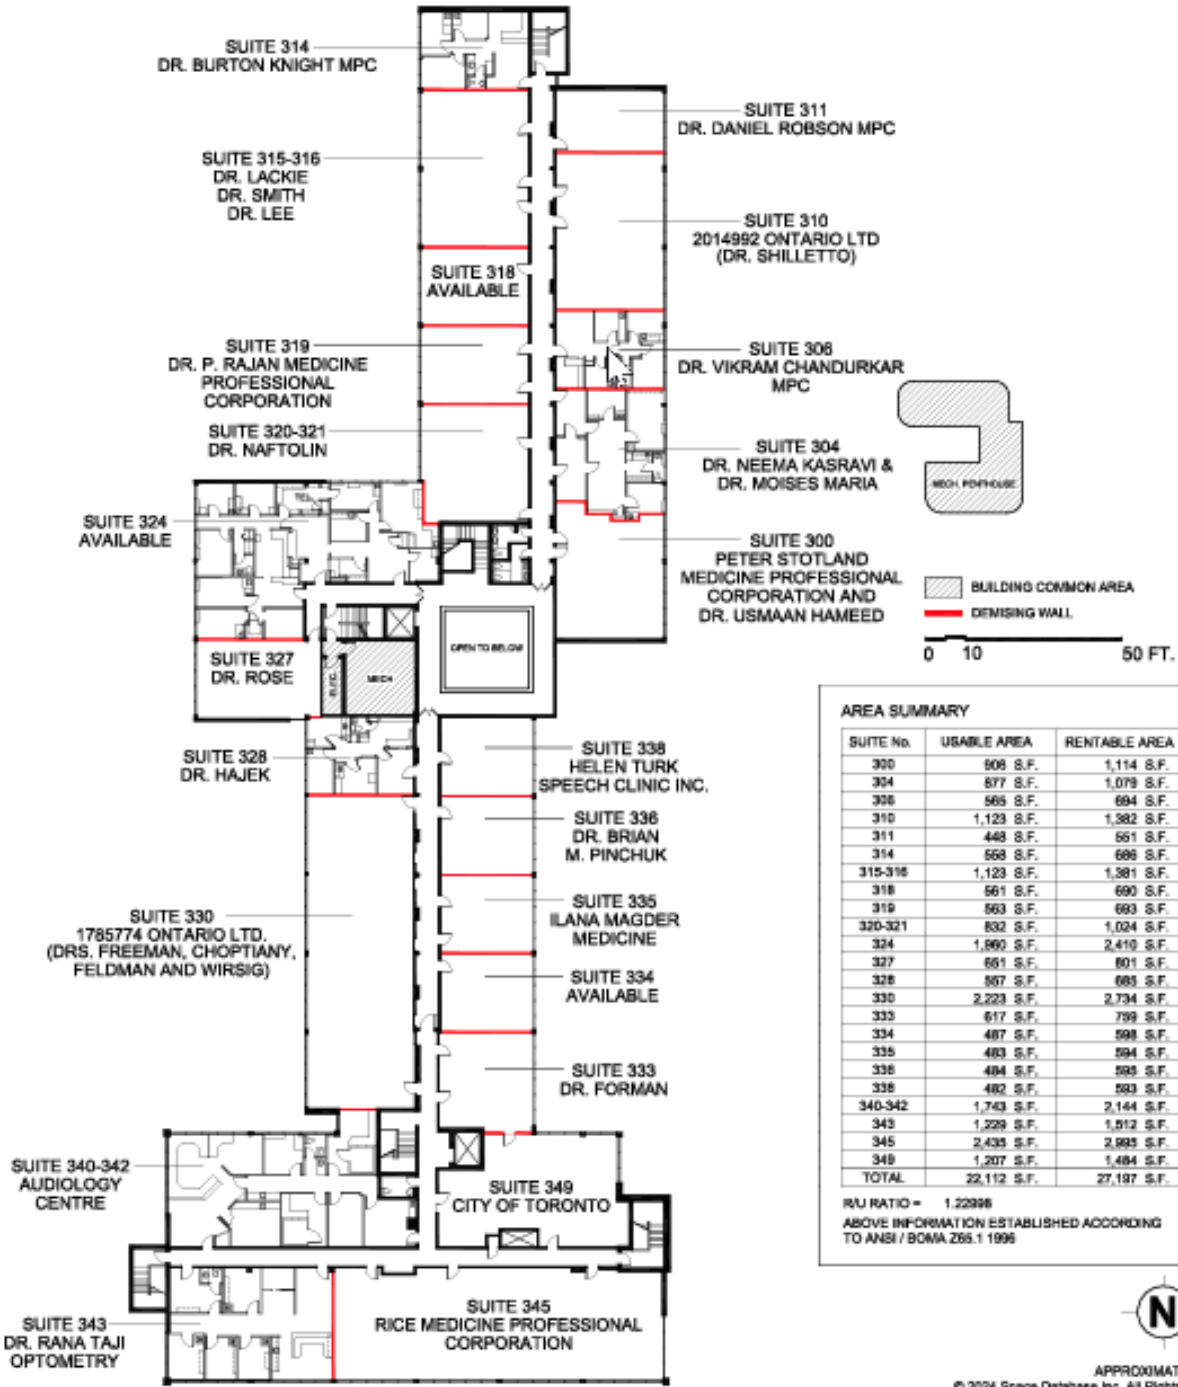 SUITE 314
DR. BURTON KNIGHT MPC
SUITE 311
DR. DANIEL ROBSON MPC
SUITE 315-316
DR. LACKIE
DR. SMITH
DR. LEE
SUITE 310
2014992 ONTARIO LTD
(DR. SHILLETTO)
SUITE 318
AVAILABLE
SUITE 319
DR. P. RAJAN MEDICINE
PROFESSIONAL
CORPORATION
SUITE 306
DR. VIKRAM CHANDURKAR
MPC
SUITE 320-321
DR. NAFTOLIN
SUITE 304
DR. NEEMA KASRAVI &
DR. MOISES MARIA
MECH. PENTHOUSE
TEL.
SUITE 324
AVAILABLE
SUITE 300
PETER STOTLAND
MEDICINE PROFESSIONAL
CORPORATION AND
DR. USMAAN HAMEED
BUILDING COMMON AREA
DEMISING WALL
0 10 50 FT.
OPEN TO BELOW
SUITE 327
DR. ROSE
ELEC.
MECH
SUITE 328
DR. HAJEK
SUITE 338
HELEN TURK
SPEECH CLINIC INC.
SUITE 336
DR. BRIAN
M. PINCHUK
SUITE 335
ILANA MAGDER
MEDICINE
SUITE 330
1785774 ONTARIO LTD.
(DRS. FREEMAN, CHOPTIANY,
FELDMAN AND WIRSIG)
SUITE 334
AVAILABLE
SUITE 333
DR. FORMAN
SUITE 340-342
AUDIOLOGY
CENTRE
SUITE 349
CITY OF TORONTO
SUITE 343
DR. RANA TAJI
OPTOMETRY
SUITE 345
RICE MEDICINE PROFESSIONAL
CORPORATION
AREA SUMMARY
SUITE No. USABLE AREA RENTABLE AREA
300 906 S.F. 1,114 S.F.
304 877 S.F. 1,079 S.F.
306 565 S.F. 694 S.F.
310 1,123 S.F. 1,382 S.F.
311 448 S.F. 551 S.F.
314 558 S.F. 686 S.F.
315-316 1,123 S.F. 1,381 S.F.
318 561 S.F. 690 S.F.
319 563 S.F. 693 S.F.
320-321 832 S.F. 1,024 S.F.
324 1,960 S.F. 2,410 S.F.
327 651 S.F. 801 S.F.
328 557 S.F. 685 S.F.
330 2,223 S.F. 2,734 S.F.
333 617 S.F. 759 S.F.
334 487 S.F. 598 S.F.
335 483 S.F. 594 S.F.
336 484 S.F. 595 S.F.
338 482 S.F. 593 S.F.
340-342 1,743 S.F. 2,144 S.F.
343 1,229 S.F. 1,512 S.F.
345 2,435 S.F. 2,995 S.F.
349 1,207 S.F. 1,484 S.F.
TOTAL 22,112 S.F. 27,197 S.F.
R/U RATIO = 1.22998
ABOVE INFORMATION ESTABLISHED ACCORDING
TO ANSI / BOMA Z65.1 1996
N
APPROXIMAT
© 2024 Space Database Inc. All Rights